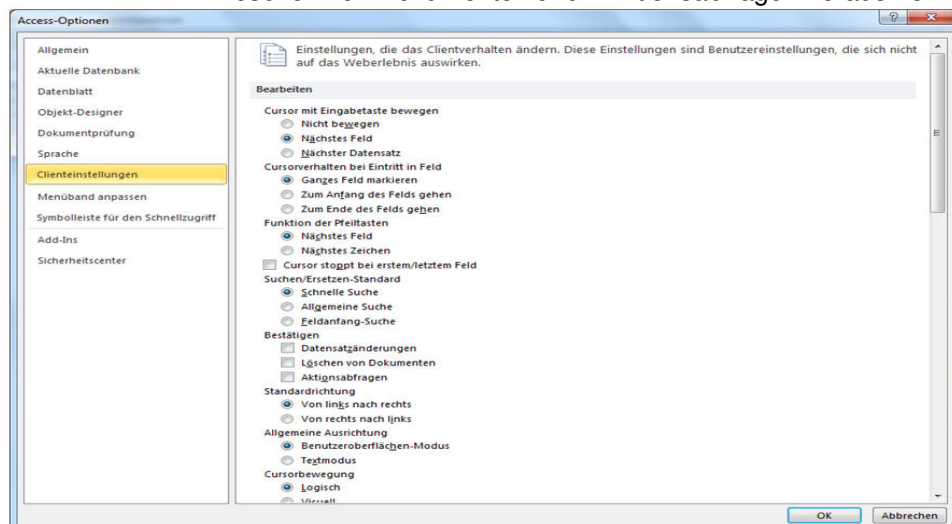 Access-Optionen
Allgemein
Aktuelle Datenbank
Datenblatt
Objekt-Designer
Dokumentprüfung
Sprache
Clienteinstellungen
Menüband anpassen
Symbolleiste für den Schnellzugriff
Add-Ins
Sicherheitscenter
Einstellungen, die das Clientverhalten ändern. Diese Einstellungen sind Benutzereinstellungen, die sich nicht
auf das Weberlebnis auswirken.
Bearbeiten
Cursor mit Eingabetaste bewegen
Nicht bewegen
Nächstes Feld
Nächster Datensatz
Cursorverhalten bei Eintritt in Feld
Ganzes Feld markieren
Zum Anfang des Felds gehen
Zum Ende des Felds gehen
Funktion der Pfeiltasten
Nächstes Feld
Nächstes Zeichen
Cursor stoppt bei erstem/letztem Feld
Suchen/Ersetzen-Standard
Schnelle Suche
Allgemeine Suche
Feldanfang-Suche
Bestätigen
Datensatzänderungen
Löschen von Dokumenten
Aktionsabfragen
Standardrichtung
Von links nach rechts
Von rechts nach links
Allgemeine Ausrichtung
Benutzeroberflächen-Modus
Textmodus
Cursorbewegung
Logisch
Visuell
OK
Abbrechen